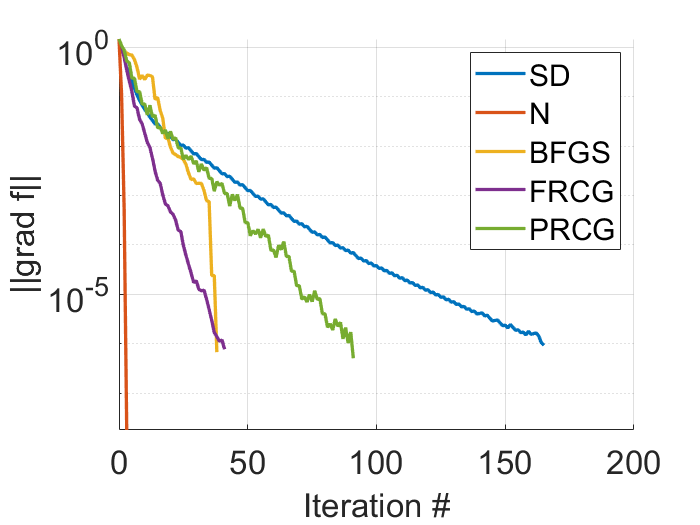 10^0
10^-5
||grad f||
0 50 100 150 200
Iteration #
SD
N
BFGS
FRCG
PRCG